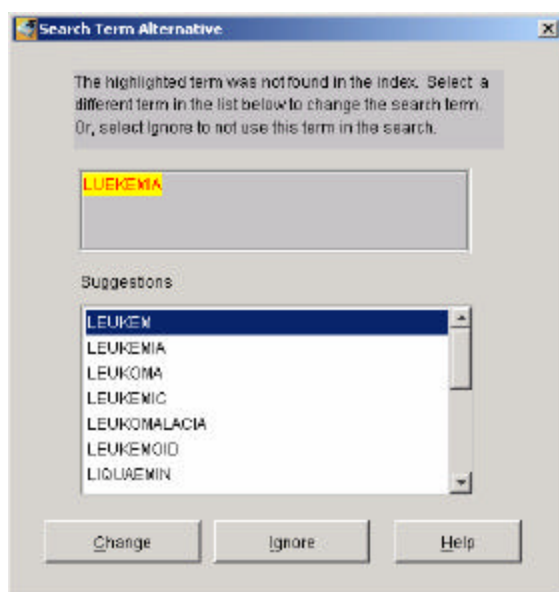 Search Term Alternative
The highlighted term was not found in the index. Select a
different term in the list below to change the search term.
Or, select Ignore to not use this term in the search.
LUEKEMIA
Suggestions
LEUKEM
LEUKEMIA
LEUKOMA
LEUKEMIC
LEUKOMALACIA
LEUKEMOID
LIQUAEMIN
Change
Ignore
Help